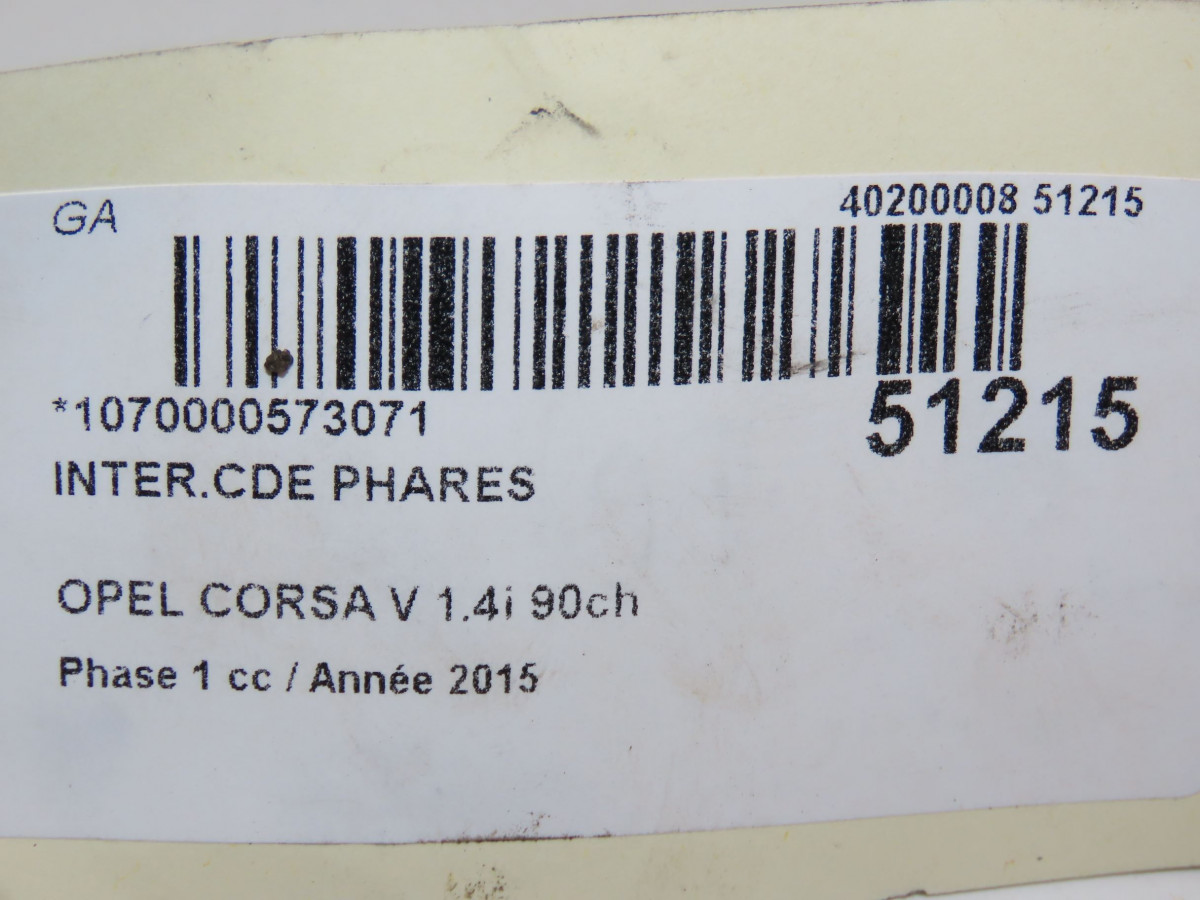 GA
40200008 51215
*1070000573071
51215
INTER.CDE PHARES
OPEL CORSA V 1.4i 90ch
Phase 1 cc / Année 2015